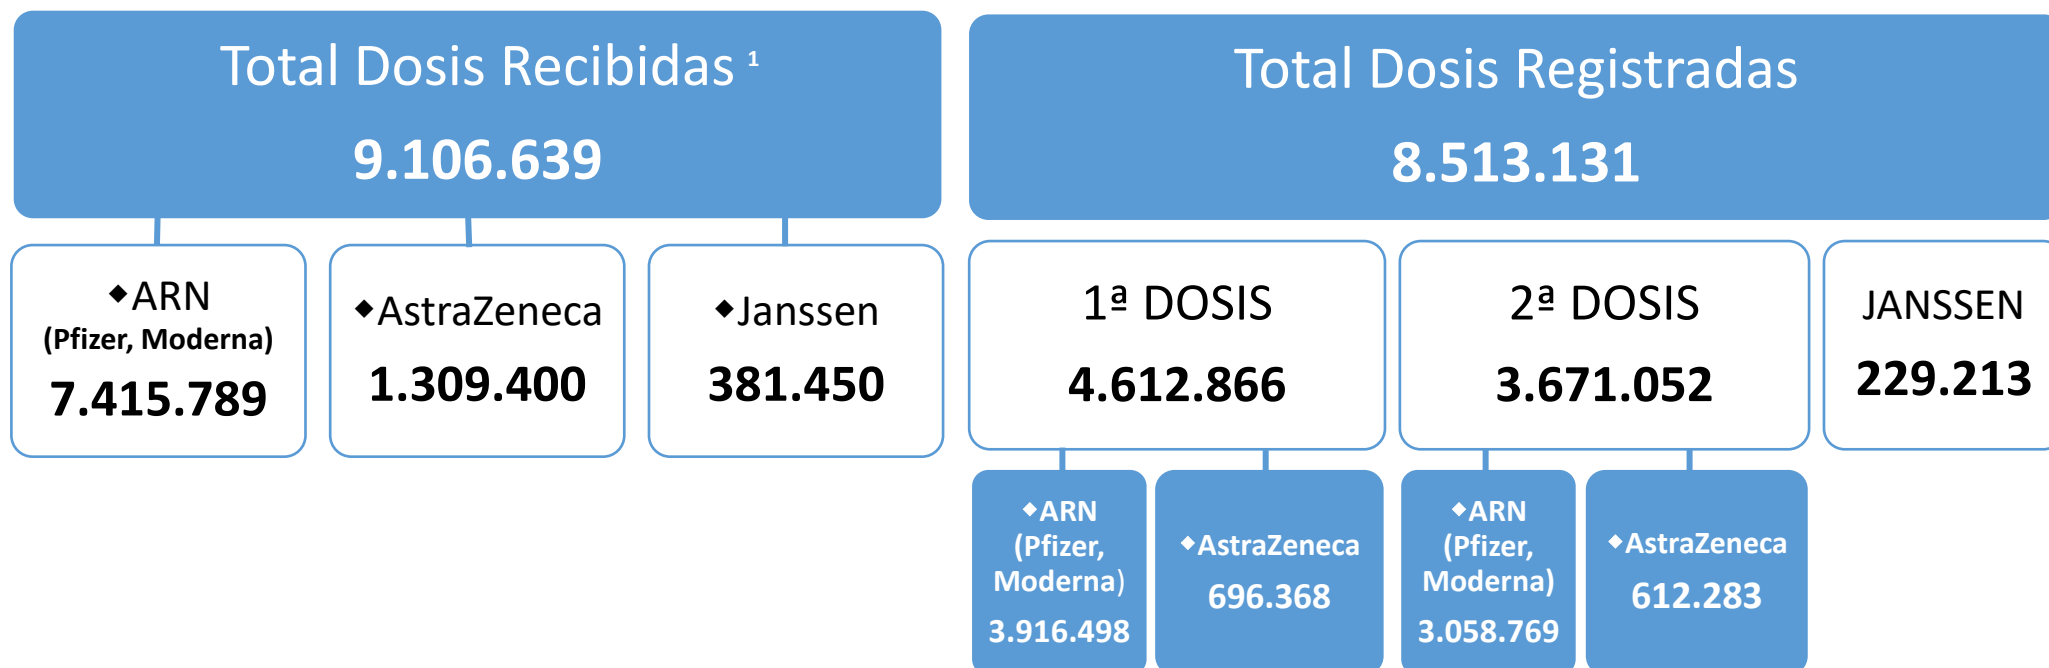 Total Dosis Recibidas ¹
9.106.639
◆ARN
(Pfizer, Moderna)
7.415.789
◆AstraZeneca
1.309.400
◆Janssen
381.450
Total Dosis Registradas
8.513.131
1ª DOSIS
4.612.866
◆ARN
(Pfizer,
Moderna)
3.916.498
◆AstraZeneca
696.368
2ª DOSIS
3.671.052
◆ARN
(Pfizer,
Moderna)
3.058.769
◆AstraZeneca
612.283
JANSSEN
229.213